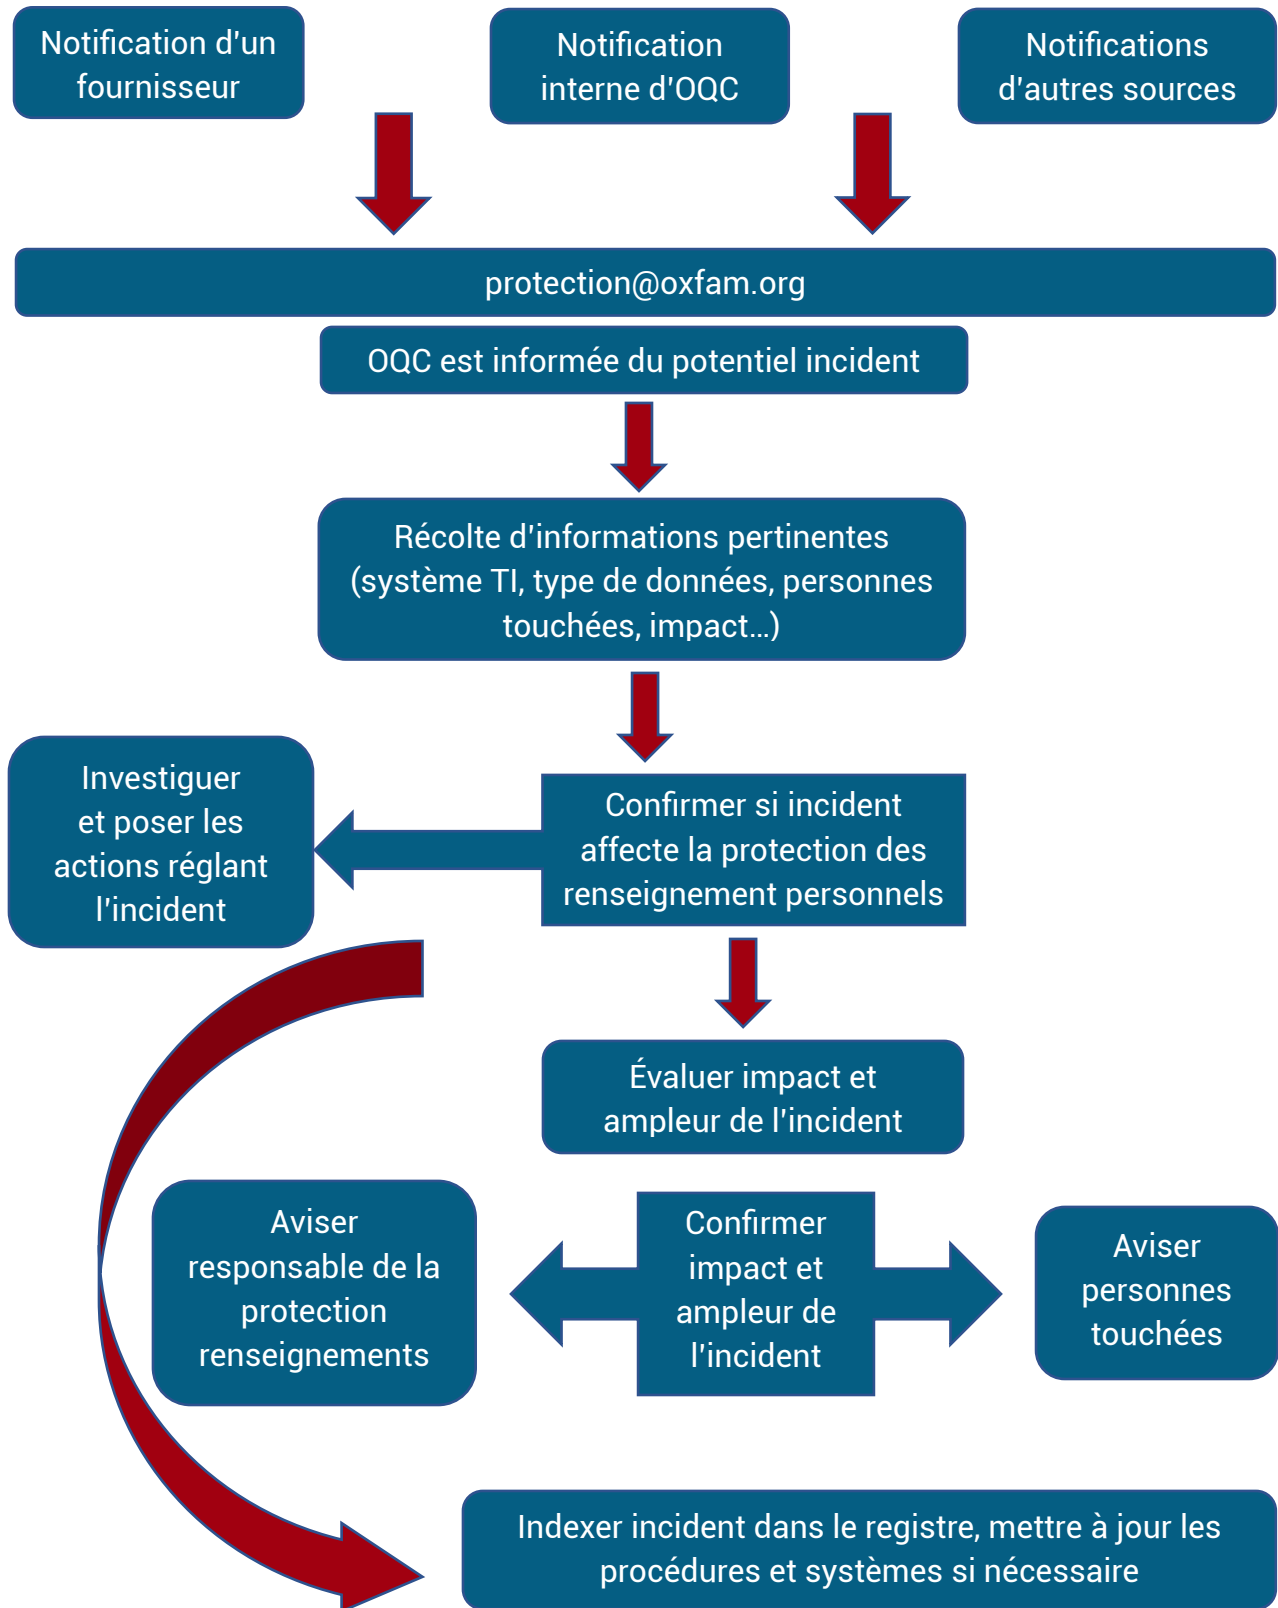 Notification d'un
fournisseur
Notification
interne d'OQC
Notifications
d'autres sources
protection@oxfam.org
OQC est informée du potentiel incident
Récolte d'informations pertinentes
(système TI, type de données, personnes
touchées, impact…)
Investiguer
et poser les
actions réglant
l'incident
Confirmer si incident
affecte la protection des
renseignement personnels
Évaluer impact et
ampleur de l'incident
Aviser
responsable de la
protection
renseignements
Confirmer
impact et
ampleur de
l'incident
Aviser
personnes
touchées
Indexer incident dans le registre, mettre à jour les
procédures et systèmes si nécessaire